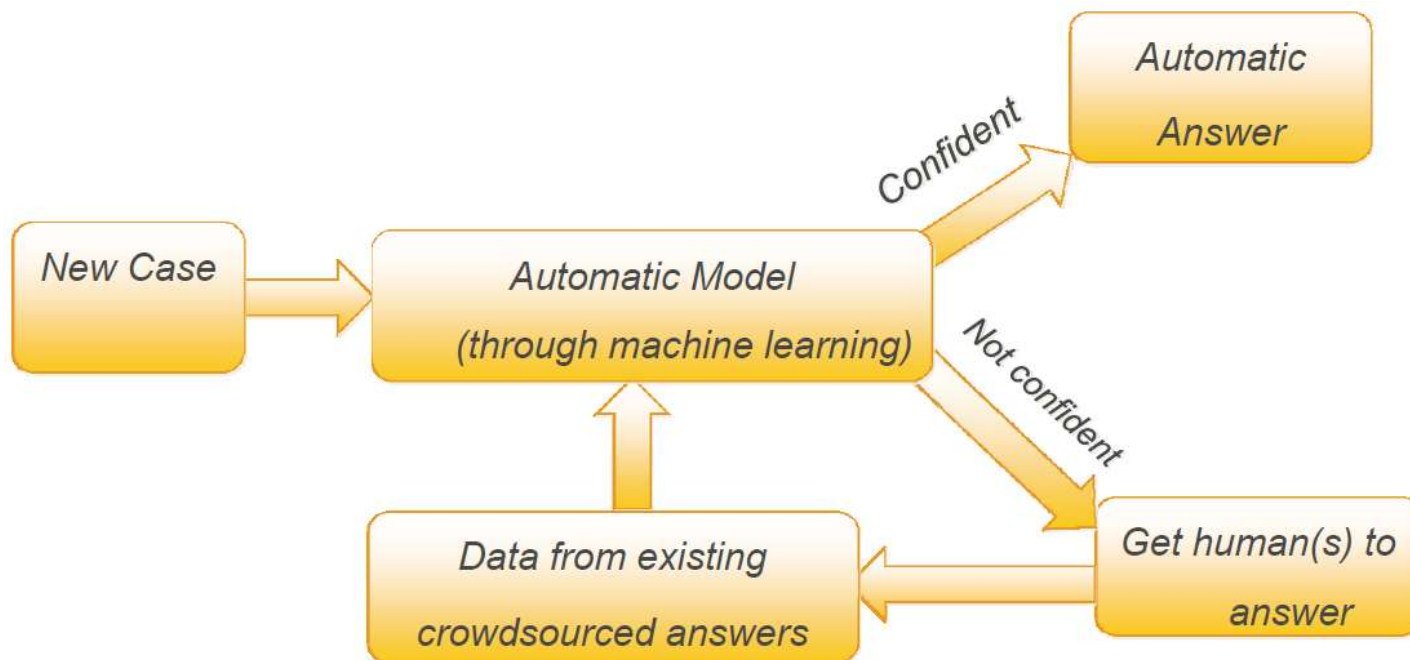 Automatic
Answer
Confident
New Case
Automatic Model
(through machine learning)
Not confident
Data from existing
crowdsourced answers
Get human(s) to
answer